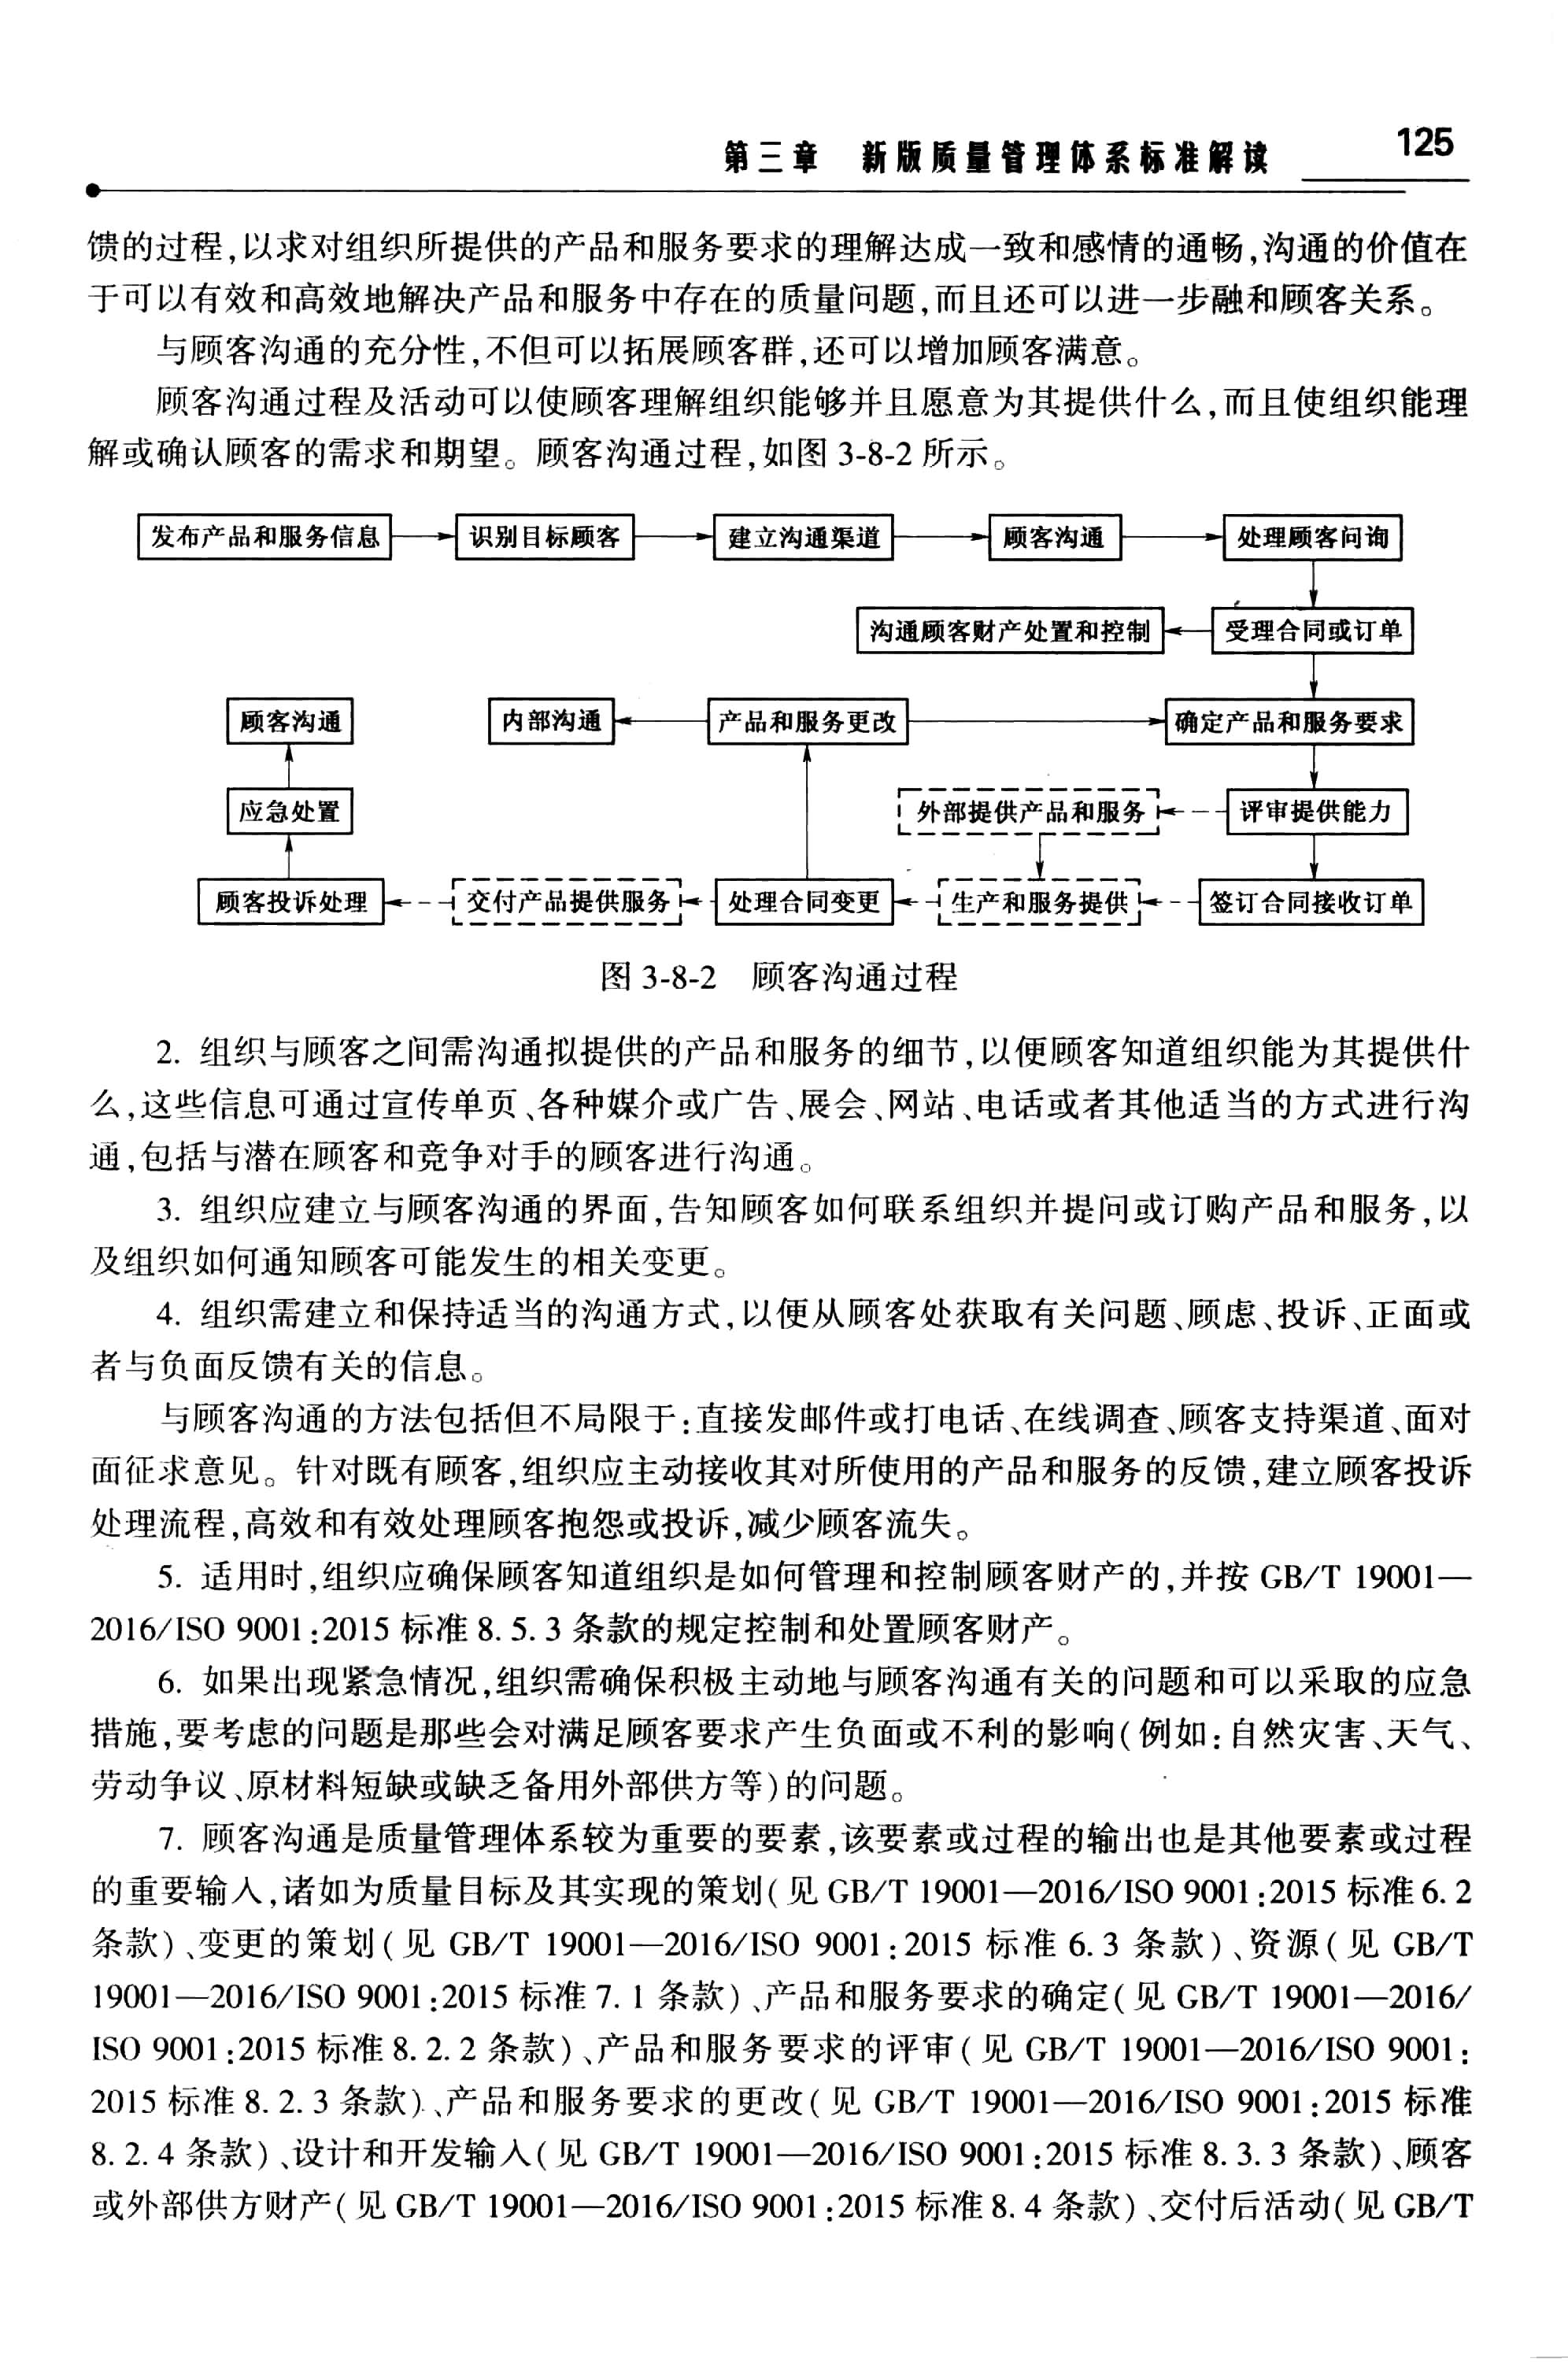 第三章 新版质量管理体系标准解读 125
馈的过程,以求对组织所提供的产品和服务要求的理解达成一致和感情的通畅,沟通的价值在
于可以有效和高效地解决产品和服务中存在的质量问题,而且还可以进一步融和顾客关系。
与顾客沟通的充分性,不但可以拓展顾客群,还可以增加顾客满意。
顾客沟通过程及活动可以使顾客理解组织能够并且愿意为其提供什么,而且使组织能理
解或确认顾客的需求和期望。顾客沟通过程,如图 3-8-2 所示。
发布产品和服务信息 识别目标顾客 建立沟通渠道 顾客沟通 处理顾客问询
沟通顾客财产处置和控制 受理合同或订单
顾客沟通 内部沟通 产品和服务更改 确定产品和服务要求
应急处置 外部提供产品和服务 评审提供能力
顾客投诉处理 交付产品提供服务 处理合同变更 生产和服务提供 签订合同接收订单
图 3-8-2 顾客沟通过程
2. 组织与顾客之间需沟通拟提供的产品和服务的细节,以便顾客知道组织能为其提供什
么,这些信息可通过宣传单页、各种媒介或广告、展会、网站、电话或者其他适当的方式进行沟
通,包括与潜在顾客和竞争对手的顾客进行沟通。
3. 组织应建立与顾客沟通的界面,告知顾客如何联系组织并提问或订购产品和服务,以
及组织如何通知顾客可能发生的相关变更。
4. 组织需建立和保持适当的沟通方式,以便从顾客处获取有关问题、顾虑、投诉、正面或
者与负面反馈有关的信息。
与顾客沟通的方法包括但不局限于:直接发邮件或打电话、在线调查、顾客支持渠道、面对
面征求意见。针对既有顾客,组织应主动接收其对所使用的产品和服务的反馈,建立顾客投诉
处理流程,高效和有效处理顾客抱怨或投诉,减少顾客流失。
5. 适用时,组织应确保顾客知道组织是如何管理和控制顾客财产的,并按 GB/T 19001—
2016/ISO 9001:2015 标准 8.5.3 条款的规定控制和处置顾客财产。
6. 如果出现紧急情况,组织需确保积极主动地与顾客沟通有关的问题和可以采取的应急
措施,要考虑的问题是那些会对满足顾客要求产生负面或不利的影响(例如:自然灾害、天气、
劳动争议、原材料短缺或缺乏备用外部供方等)的问题。
7. 顾客沟通是质量管理体系较为重要的要素,该要素或过程的输出也是其他要素或过程
的重要输入,诸如为质量目标及其实现的策划(见 GB/T 19001—2016/ISO 9001:2015 标准 6.2
条款)、变更的策划(见 GB/T 19001—2016/ISO 9001:2015 标准 6.3 条款)、资源(见 GB/T
19001—2016/ISO 9001:2015 标准 7.1 条款)、产品和服务要求的确定(见 GB/T 19001—2016/
ISO 9001:2015 标准 8.2.2 条款)、产品和服务要求的评审(见 GB/T 19001—2016/ISO 9001:
2015 标准 8.2.3 条款)、产品和服务要求的更改(见 GB/T 19001—2016/ISO 9001:2015 标准
8.2.4 条款)、设计和开发输入(见 GB/T 19001—2016/ISO 9001:2015 标准 8.3.3 条款)、顾客
或外部供方财产(见 GB/T 19001—2016/ISO 9001:2015 标准 8.4 条款)、交付后活动(见 GB/T